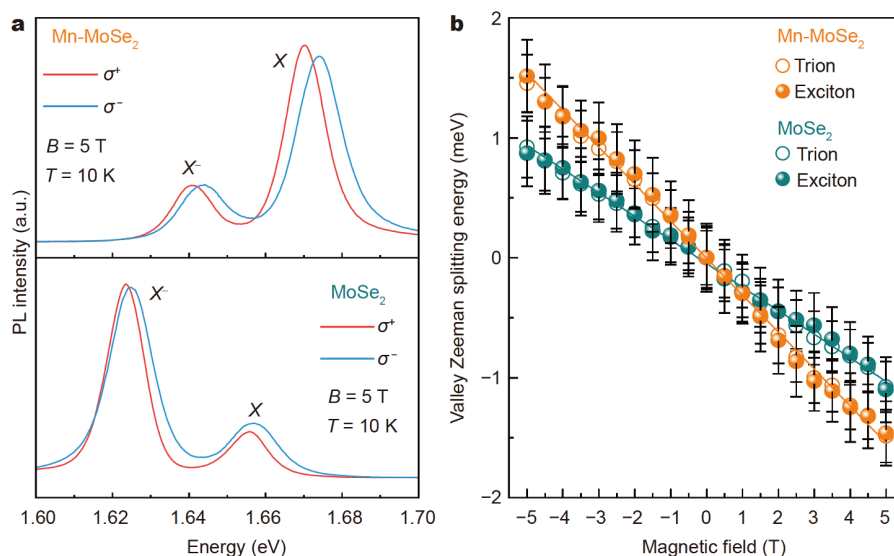 a
Mn-MoSe₂
σ⁺
σ⁻
B = 5 T
T = 10 K
X
X⁻
MoSe₂
σ⁺
σ⁻
B = 5 T
T = 10 K
X⁻
X
PL intensity (a.u.)
1.60 1.62 1.64 1.66 1.68 1.70
Energy (eV)
b
Mn-MoSe₂
Trion
Exciton
MoSe₂
Trion
Exciton
Valley Zeeman splitting energy (meV)
2
1
0
−1
−2
−5 −4 −3 −2 −1 0 1 2 3 4 5
Magnetic field (T)